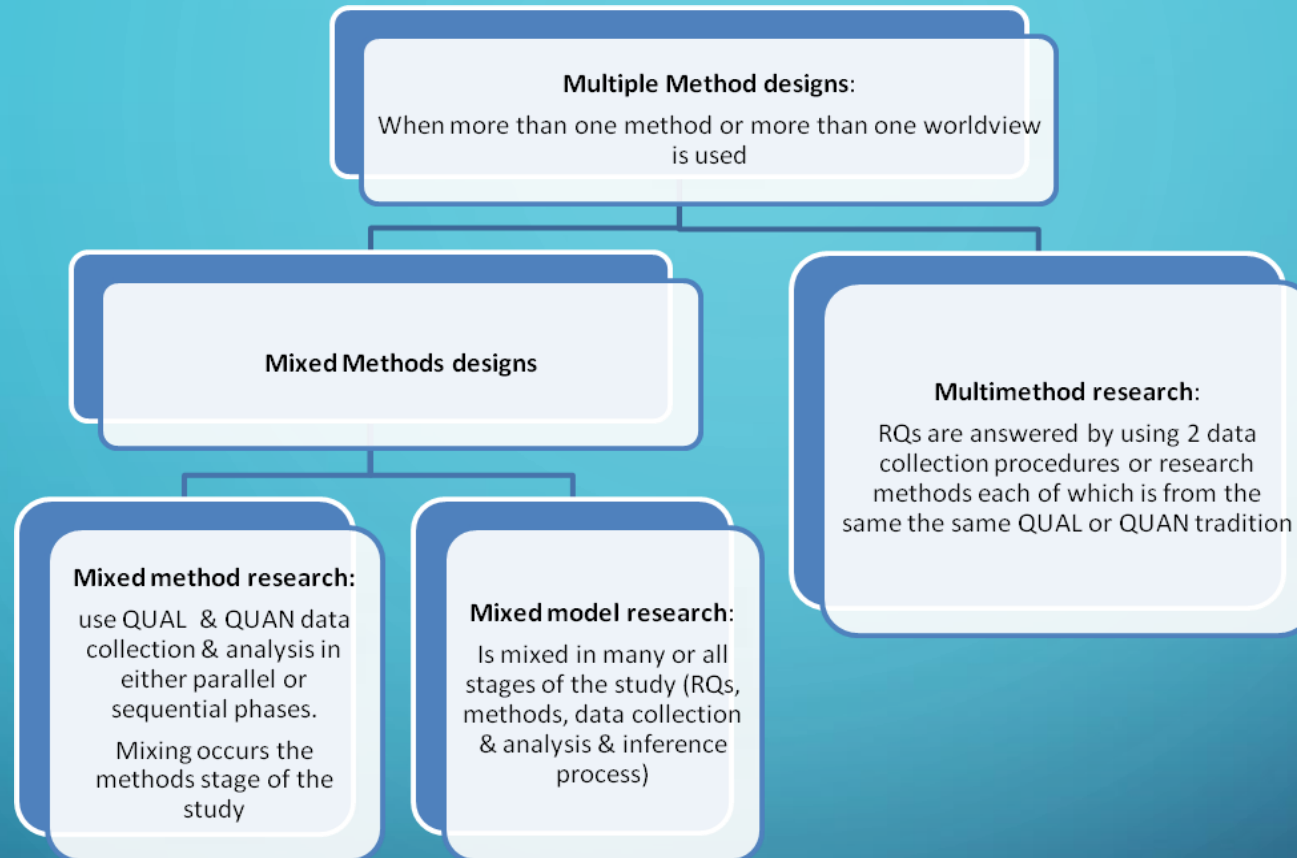 Multiple Method designs:
When more than one method or more than one worldview
is used
Mixed Methods designs
Multimethod research:
RQs are answered by using 2 data
collection procedures or research
methods each of which is from the
same the same QUAL or QUAN tradition
Mixed method research:
use QUAL & QUAN data
collection & analysis in
either parallel or
sequential phases.
Mixing occurs the
methods stage of the
study
Mixed model research:
Is mixed in many or all
stages of the study (RQs,
methods, data collection
& analysis & inference
process)